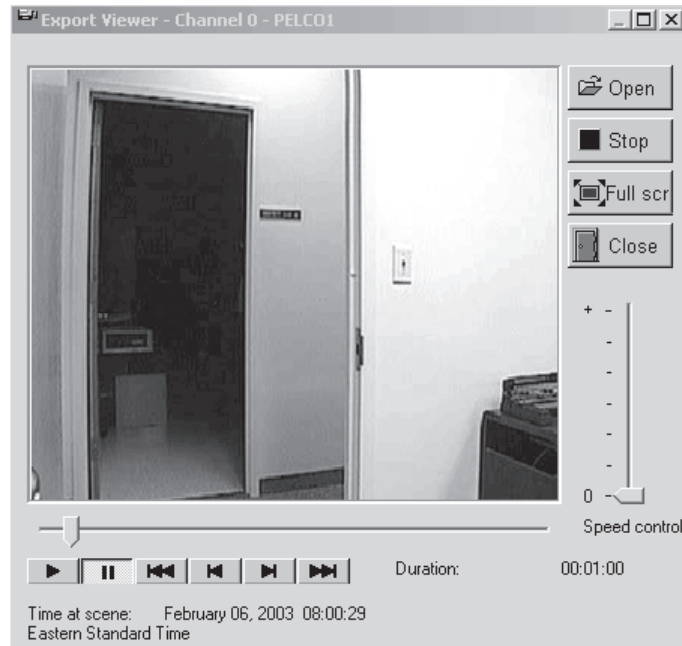 Export Viewer - Channel 0 - PELCO1
Open
Stop
Full scr
Close
+
0
Speed control
Duration: 00:01:00
Time at scene: February 06, 2003 08:00:29
Eastern Standard Time